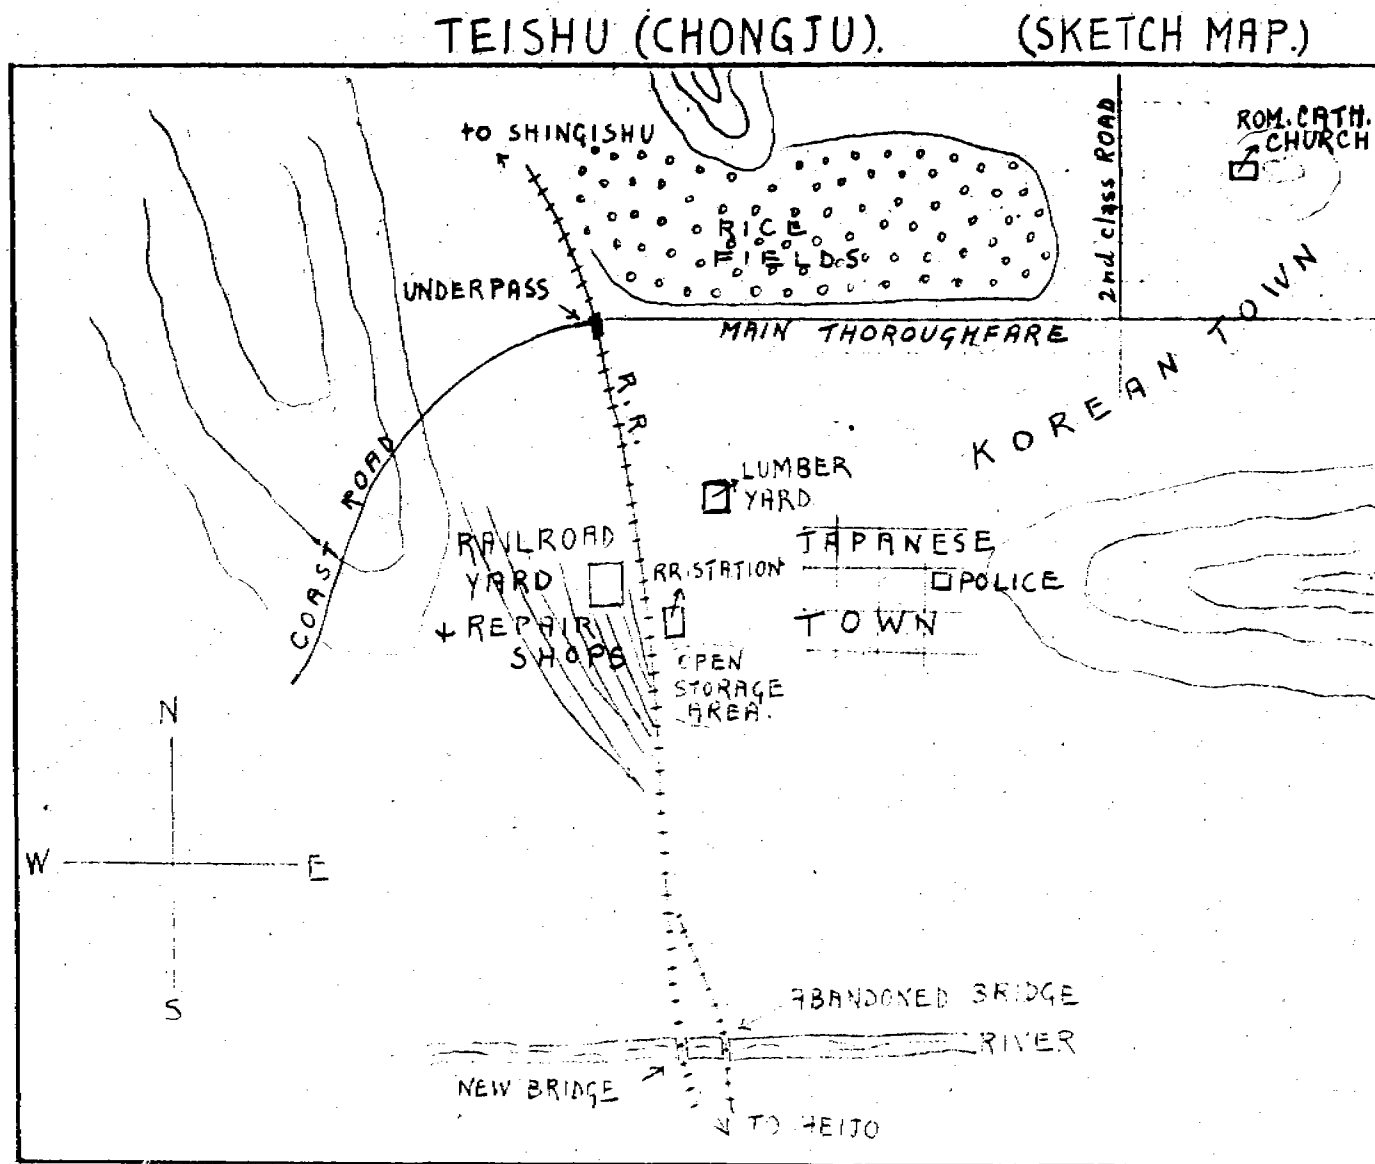 TEISHU (CHONGJU). (SKETCH MAP.)
to SHINGISHU
2nd class ROAD
ROM. CATH.
CHURCH
RICE
FIELDS
UNDERPASS
MAIN THOROUGHFARE
KOREAN TOWN
R.R.
COAST ROAD
LUMBER
YARD
RAILROAD
YARD
+ REPAIR
SHOPS
RR. STATION
JAPANESE
TOWN
POLICE
OPEN
STORAGE
AREA.
N
W
E
S
ABANDONED BRIDGE
RIVER
NEW BRIDGE
TO HEIJO